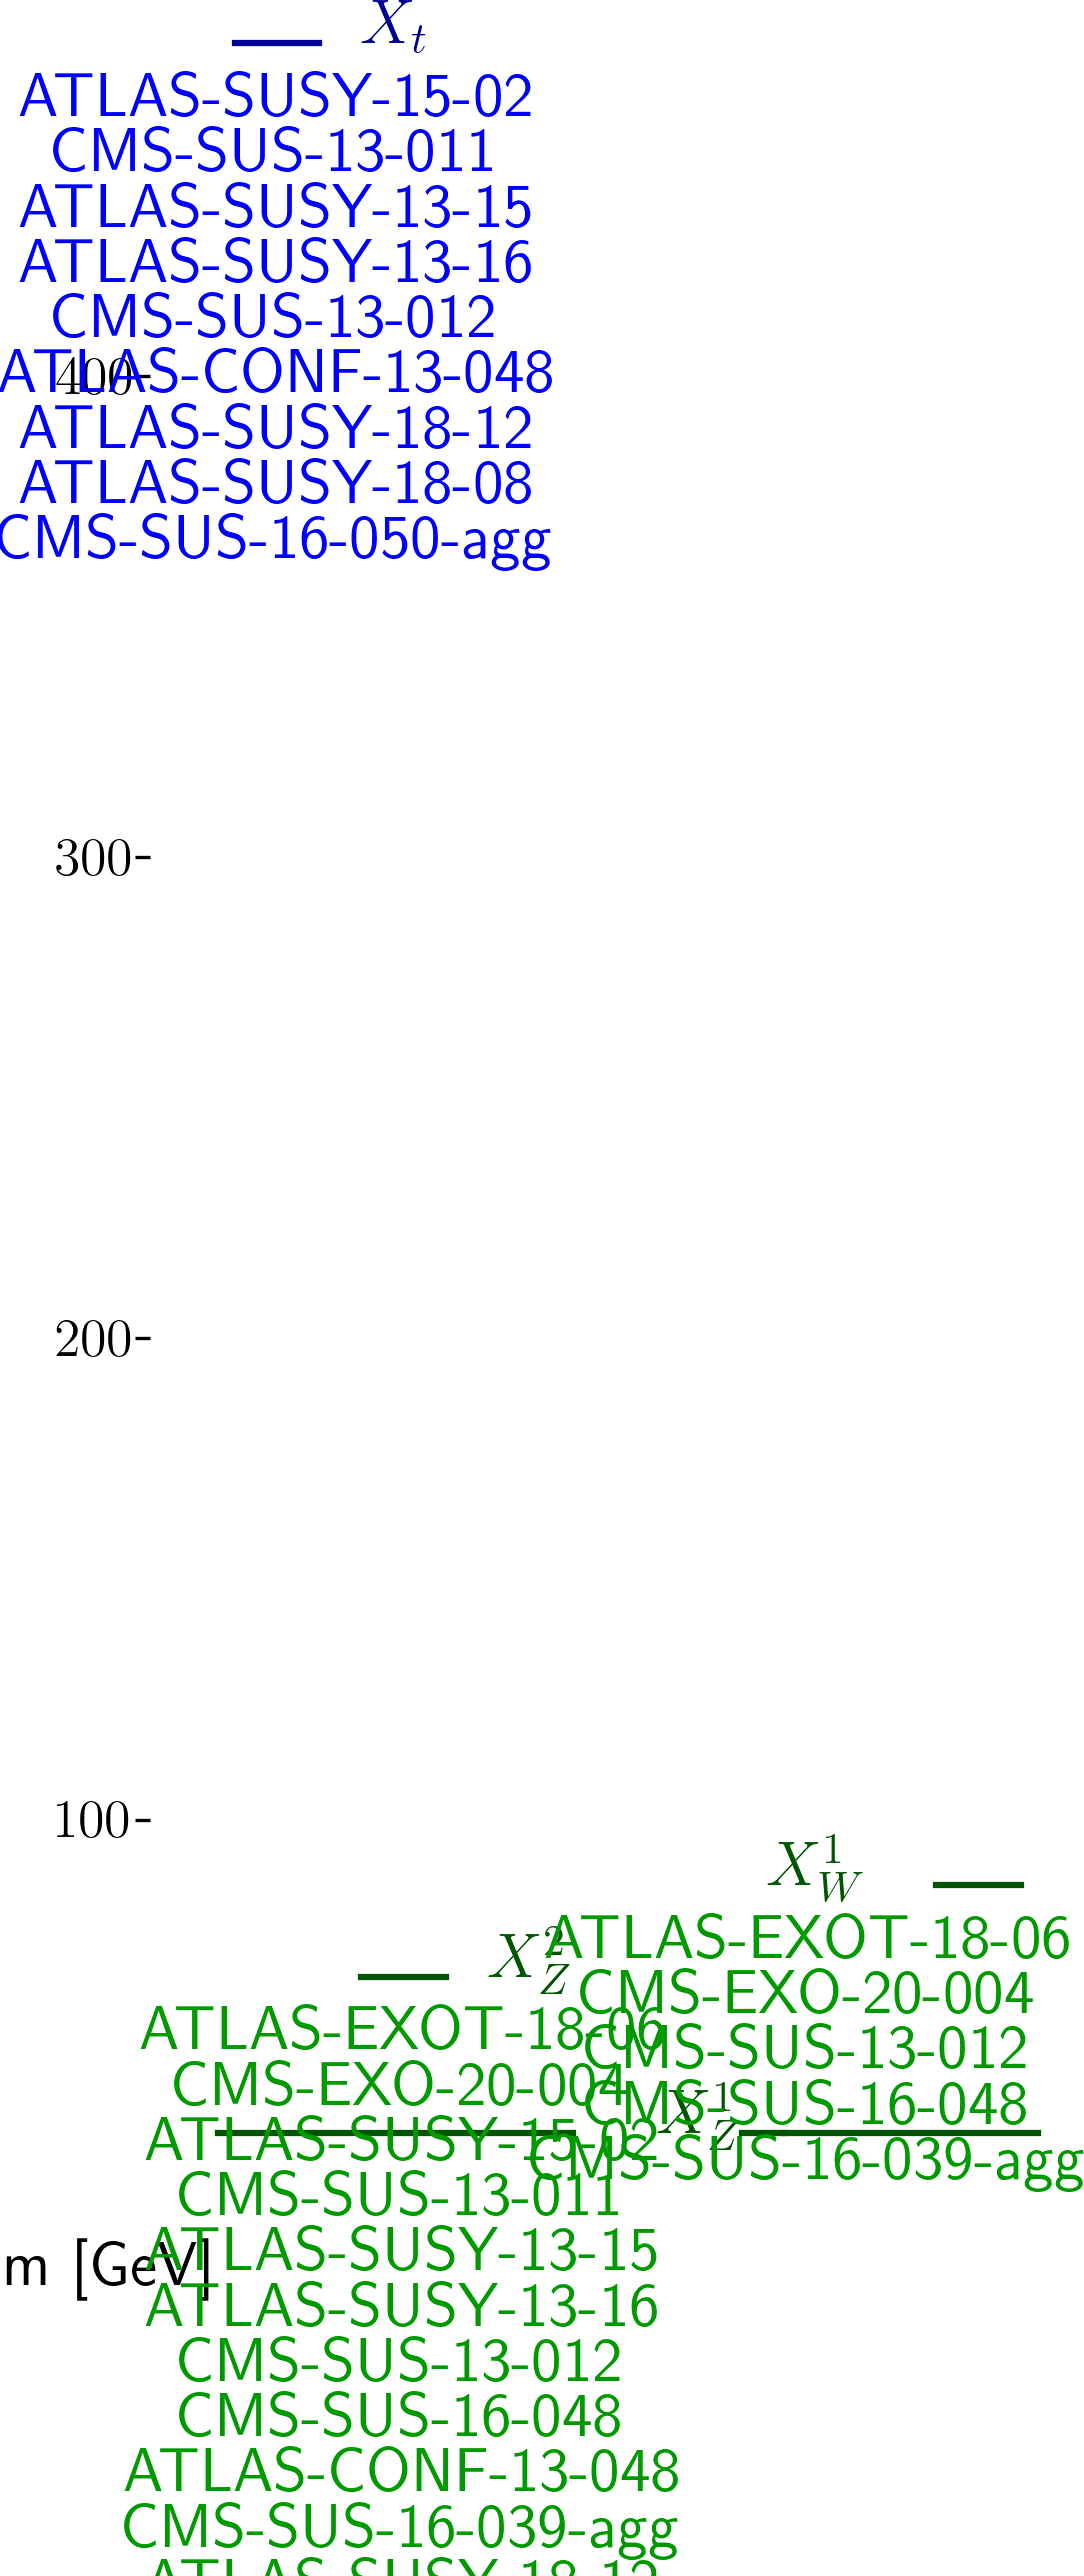 X_t
ATLAS-SUSY-15-02
CMS-SUS-13-011
ATLAS-SUSY-13-15
ATLAS-SUSY-13-16
CMS-SUS-13-012
400
ATLAS-CONF-13-048
ATLAS-SUSY-18-12
ATLAS-SUSY-18-08
CMS-SUS-16-050-agg
300
200
100
X_W^1
ATLAS-EXOT-18-06
CMS-EXO-20-004
CMS-SUS-13-012
CMS-SUS-16-048
CMS-SUS-16-039-agg
X_Z^2
ATLAS-EXOT-18-06
CMS-EXO-20-004
X_Z^1
ATLAS-SUSY-15-02
CMS-SUS-13-011
ATLAS-SUSY-13-15
m [GeV]
ATLAS-SUSY-13-16
CMS-SUS-13-012
CMS-SUS-16-048
ATLAS-CONF-13-048
CMS-SUS-16-039-agg
ATLAS-SUSY-18-12